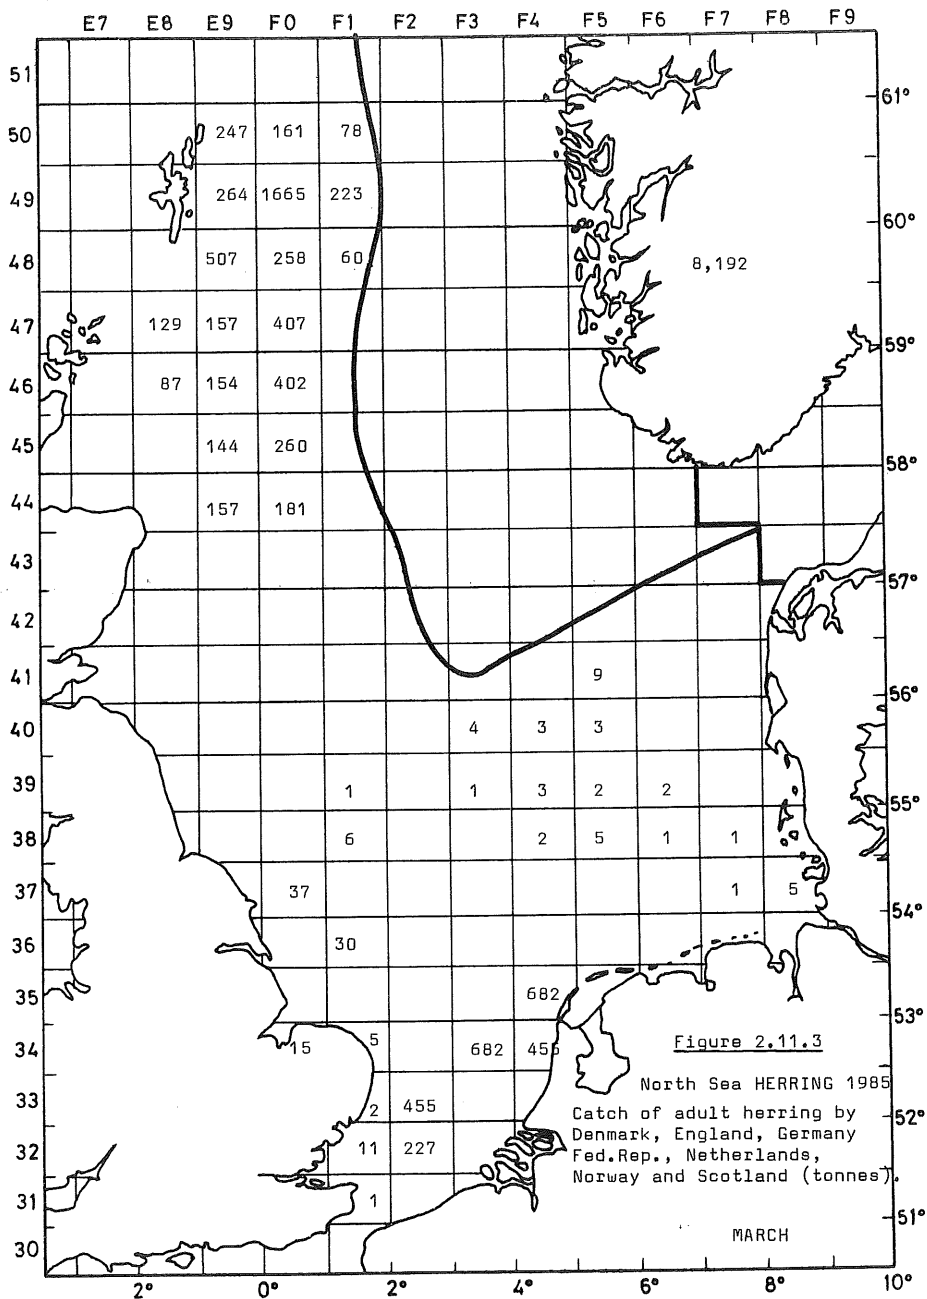 E7 E8 E9 F0 F1 F2 F3 F4 F5 F6 F7 F8 F9
51
61°
50 247 161 78
49 264 1665 223
60°
48 507 258 60
8,192
47 129 157 407
59°
46 87 154 402
45 144 260
58°
44 157 181
43
57°
42
41 9
56°
40 4 3 3
39 1 1 3 2 2
55°
38 6 2 5 1 1
37 37 1 5
54°
36 30
35 682
53°
34 15 5 682 455
Figure 2.11.3
North Sea HERRING 1985
33 2 455
Catch of adult herring by
52°
Denmark, England, Germany
32 11 227
Fed.Rep., Netherlands,
Norway and Scotland (tonnes).
31 1
51°
MARCH
30
2° 0° 2° 4° 6° 8° 10°